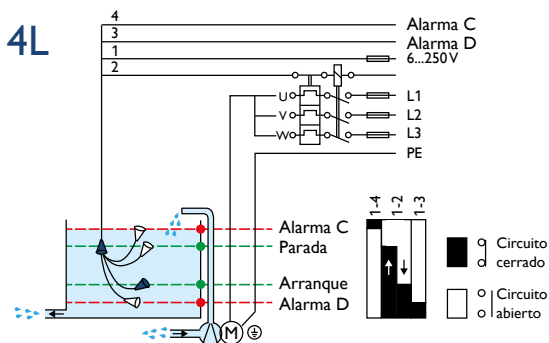 4L
4
3
1
2
Alarma C
Alarma D
6...250 V
U
V
W
L1
L2
L3
PE
Alarma C
Parada
Arranque
Alarma D
M
1-4
1-2
1-3
Circuito
cerrado
Circuito
abierto